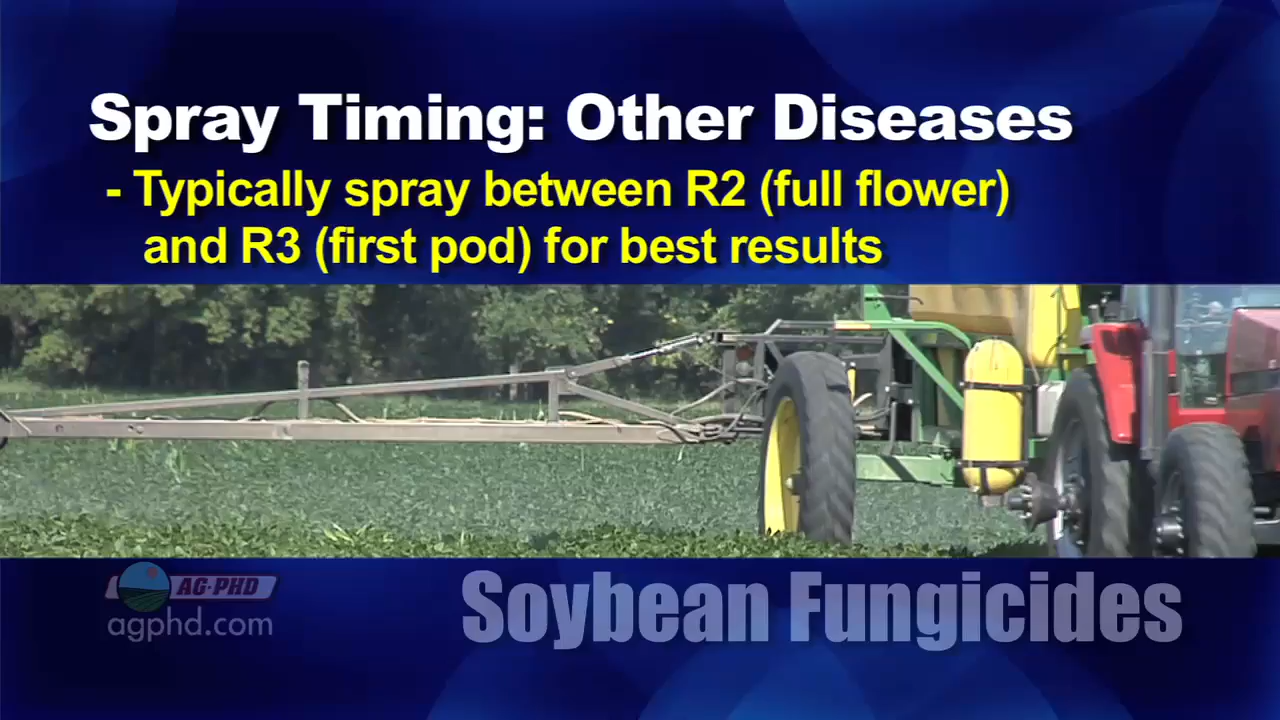 Spray Timing: Other Diseases
- Typically spray between R2 (full flower)
and R3 (first pod) for best results
AG·PHD
agphd.com
Soybean Fungicides